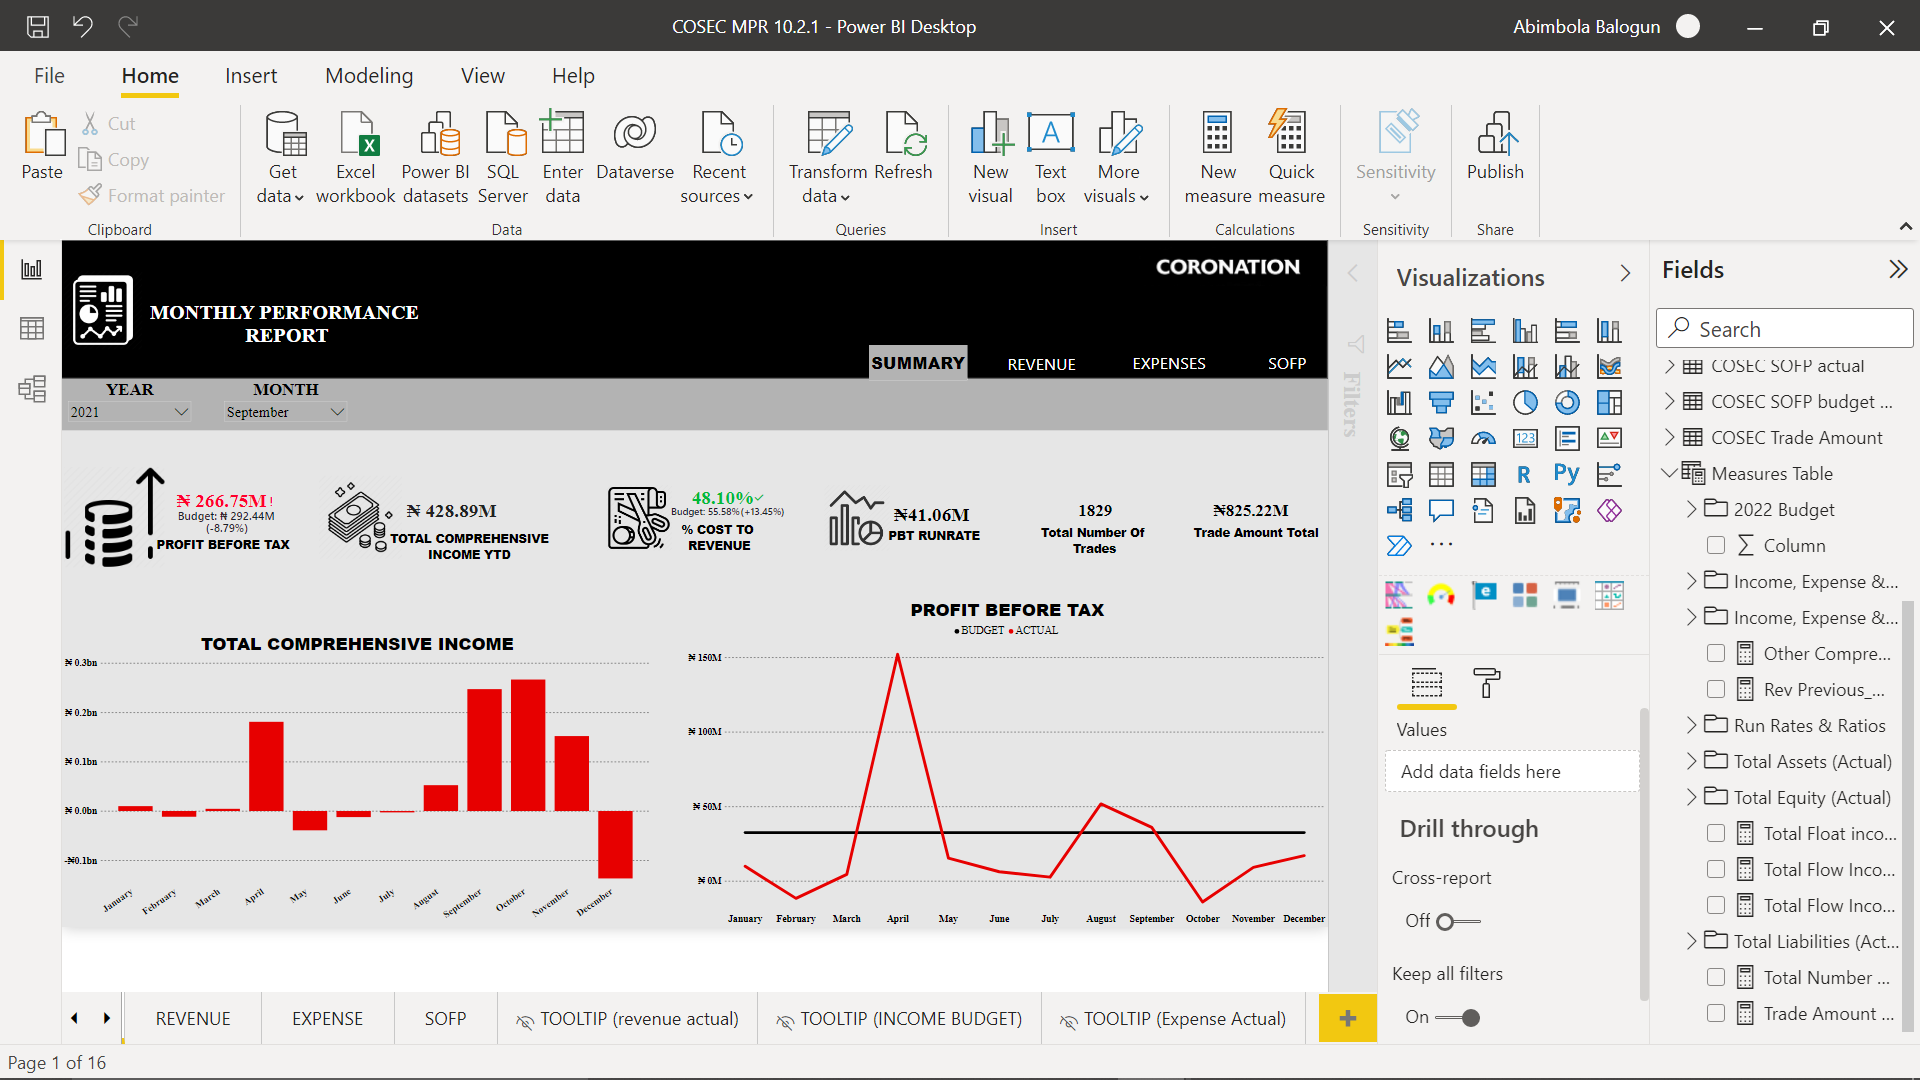 COSEC MPR 10.2.1 - Power BI Desktop
Abimbola Balogun
File Home Insert Modeling View Help
Paste
Cut
Copy
Format painter
Clipboard
Get data
Excel workbook
Power BI datasets
SQL Server
Enter data
Dataverse
Recent sources
Data
Transform data
Refresh
Queries
New visual
Text box
More visuals
Insert
New measure
Quick measure
Calculations
Sensitivity
Sensitivity
Publish
Share
CORONATION
MONTHLY PERFORMANCE
REPORT
SUMMARY REVENUE EXPENSES SOFP
YEAR
2021
MONTH
September
₦ 266.75M !
Budget: ₦ 292.44M
(-8.79%)
PROFIT BEFORE TAX
₦ 428.89M
TOTAL COMPREHENSIVE
INCOME YTD
48.10%✓
Budget: 55.58% (+13.45%)
% COST TO
REVENUE
₦41.06M
PBT RUNRATE
1829
Total Number Of
Trades
₦825.22M
Trade Amount Total
TOTAL COMPREHENSIVE INCOME
₦ 0.3bn
₦ 0.2bn
₦ 0.1bn
₦ 0.0bn
-₦0.1bn
January February March April May June July August September October November December
PROFIT BEFORE TAX
BUDGET ACTUAL
₦ 150M
₦ 100M
₦ 50M
₦ 0M
January February March April May June July August September October November December
Filters
Visualizations
123
R
Py
...
Values
Add data fields here
Drill through
Cross-report
Off
Keep all filters
On
Fields
Search
COSEC SOFP actual
COSEC SOFP budget ...
COSEC Trade Amount
Measures Table
2022 Budget
Column
Income, Expense &...
Income, Expense &...
Other Compre...
Rev Previous_...
Run Rates & Ratios
Total Assets (Actual)
Total Equity (Actual)
Total Float inco...
Total Flow Inco...
Total Flow Inco...
Total Liabilities (Act...
Total Number ...
Trade Amount ...
REVENUE EXPENSE SOFP TOOLTIP (revenue actual) TOOLTIP (INCOME BUDGET) TOOLTIP (Expense Actual)
Page 1 of 16